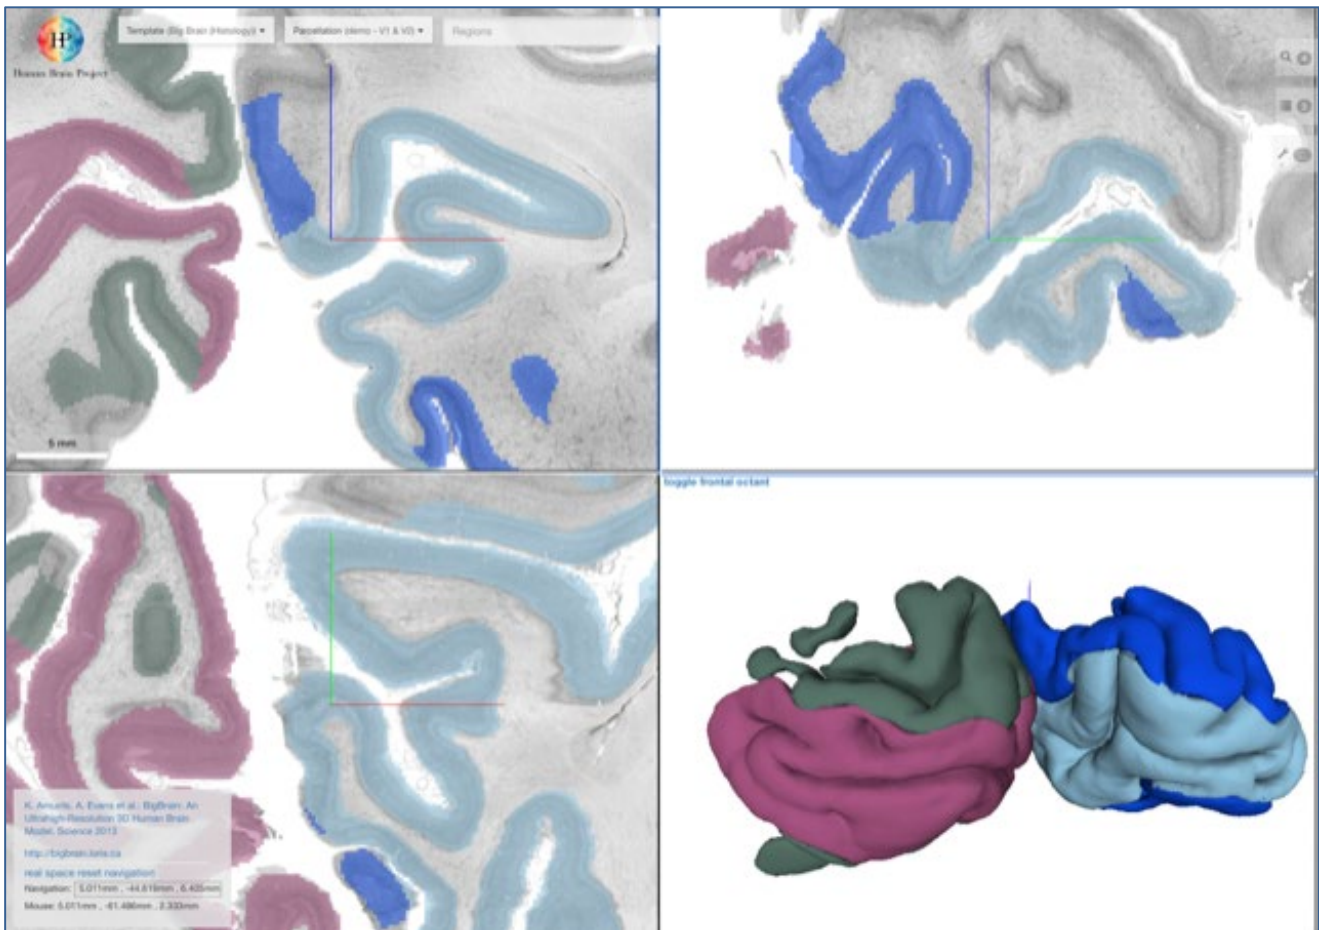 HP
Human Brain Project
Template (Big Brain (Histology))
Parcellation (demo - V1 & V2)
Regions
5 mm
toggle frontal octant
K. Amunts, A. Evans et al.: BigBrain: An
Ultrahigh-Resolution 3D Human Brain
Model. Science 2013
http://bigbrain.loris.ca
real space reset navigation
Navigation:
Mouse: